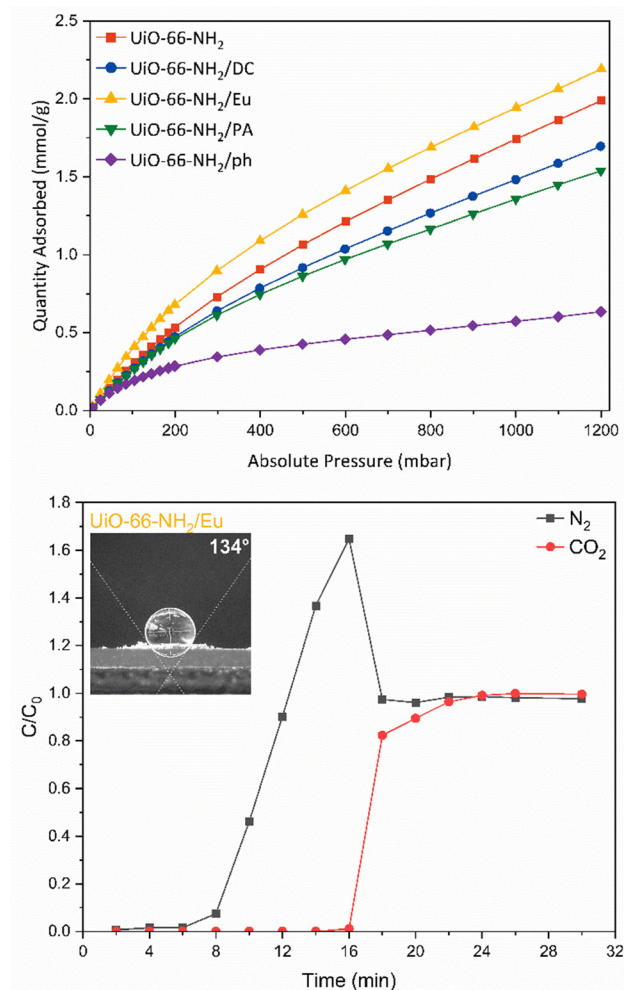 2.5
2.0
1.5
1.0
0.5
0.0
Quantity Adsorbed (mmol/g)
UiO-66-NH₂
UiO-66-NH₂/DC
UiO-66-NH₂/Eu
UiO-66-NH₂/PA
UiO-66-NH₂/ph
0 200 400 600 800 1000 1200
Absolute Pressure (mbar)
1.8
1.6
1.4
1.2
1.0
0.8
0.6
0.4
0.2
0.0
C/C₀
UiO-66-NH₂/Eu
134°
N₂
CO₂
0 4 8 12 16 20 24 28 32
Time (min)